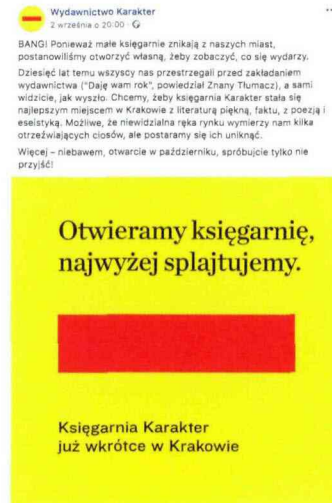 Wydawnictwo Karakter
2 września o 20:00 ·
BANG! Ponieważ małe księgarnie znikają z naszych miast,
postanowiliśmy otworzyć własną, żeby zobaczyć, co się wydarzy.
Dziesięć lat temu wszyscy nas przestrzegali przed zakładaniem
wydawnictwa ("Daję wam rok", powiedział Znany Tłumacz), a sami
widzicie, jak wyszło. Chcemy, żeby księgarnia Karakter stała się
najlepszym miejscem w Krakowie z literaturą piękną, faktu, z poezją i
eseistyką. Możliwe, że niewidzialna ręka rynku wymierzy nam kilka
otrzeźwiających ciosów, ale postaramy się ich uniknąć.
Więcej – niebawem, otwarcie w październiku, spróbujcie tylko nie
przyjść!
Otwieramy księgarnię,
najwyżej splajtujemy.
Księgarnia Karakter
już wkrótce w Krakowie